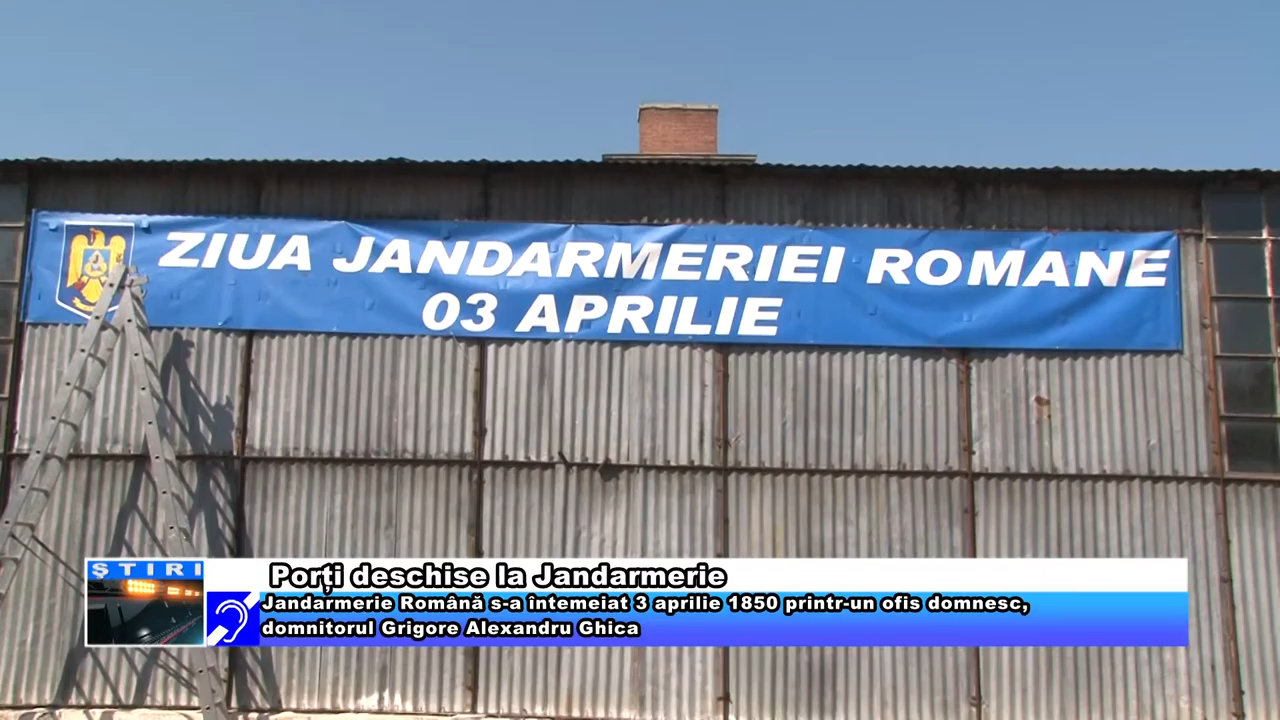 ZIUA JANDARMERIEI ROMANE
03 APRILIE
ȘTIRI
Porți deschise la Jandarmerie
Jandarmerie Română s-a întemeiat 3 aprilie 1850 printr-un ofis domnesc,
domnitorul Grigore Alexandru Ghica